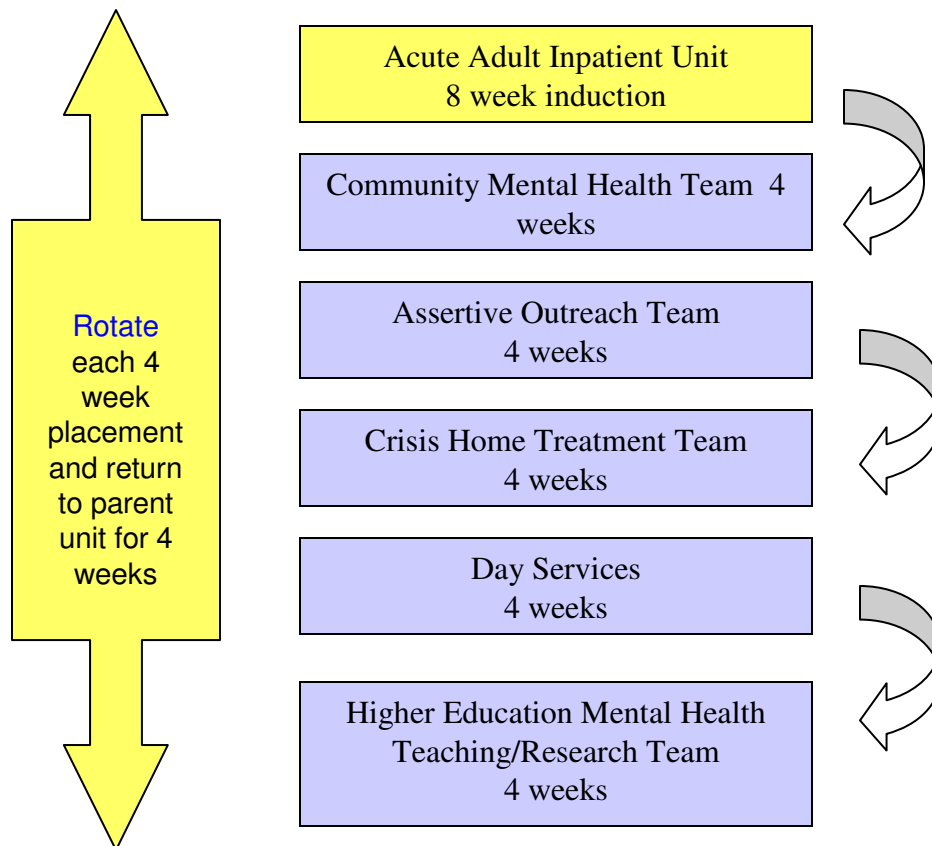 Acute Adult Inpatient Unit
8 week induction
Community Mental Health Team 4
weeks
Assertive Outreach Team
4 weeks
Crisis Home Treatment Team
4 weeks
Day Services
4 weeks
Higher Education Mental Health
Teaching/Research Team
4 weeks
Rotate
each 4
week
placement
and return
to parent
unit for 4
weeks